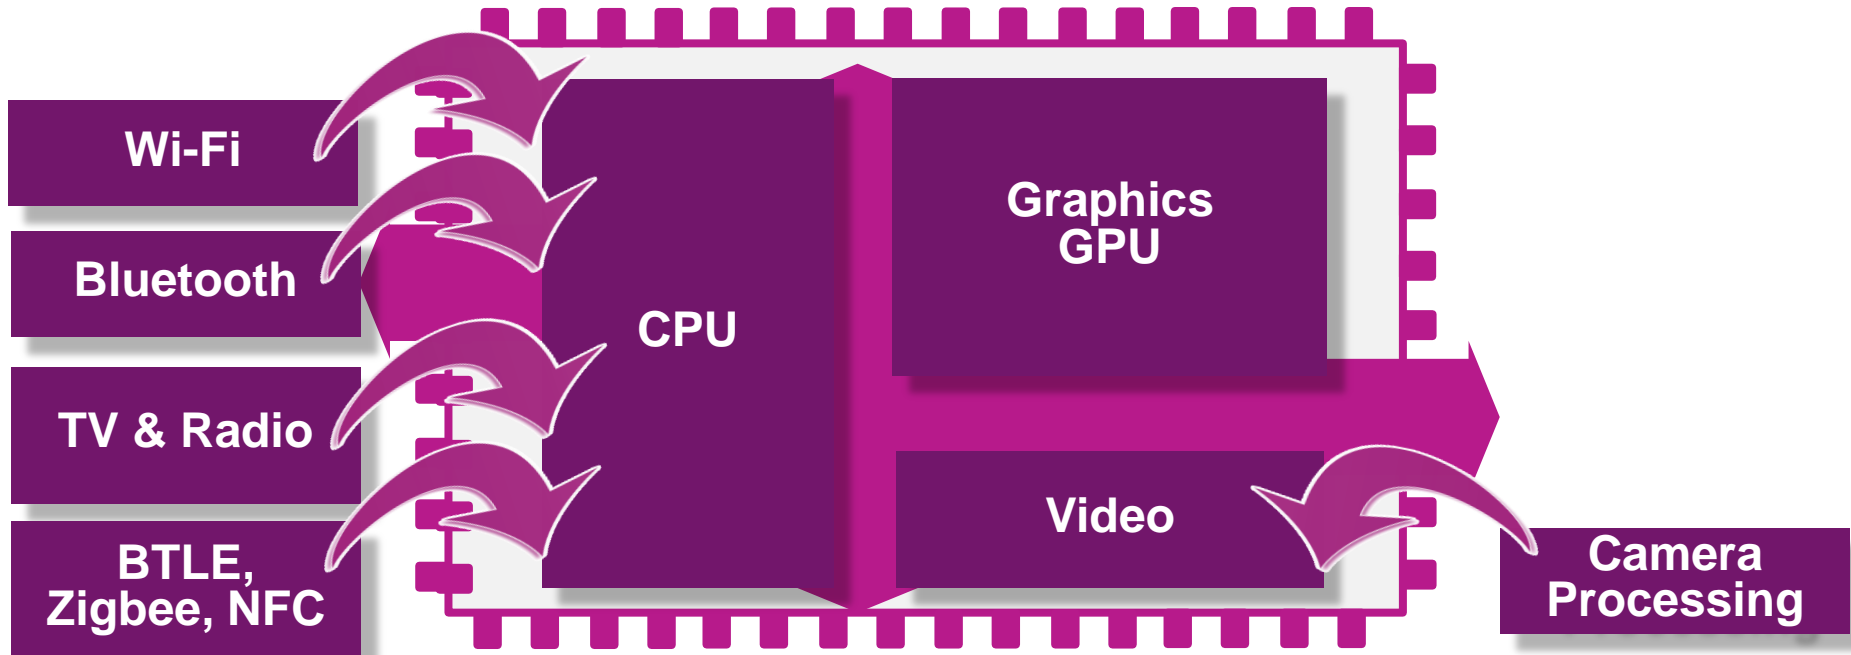 Wi-Fi
Bluetooth
TV & Radio
BTLE,
Zigbee, NFC
CPU
Graphics
GPU
Video
Camera
Processing